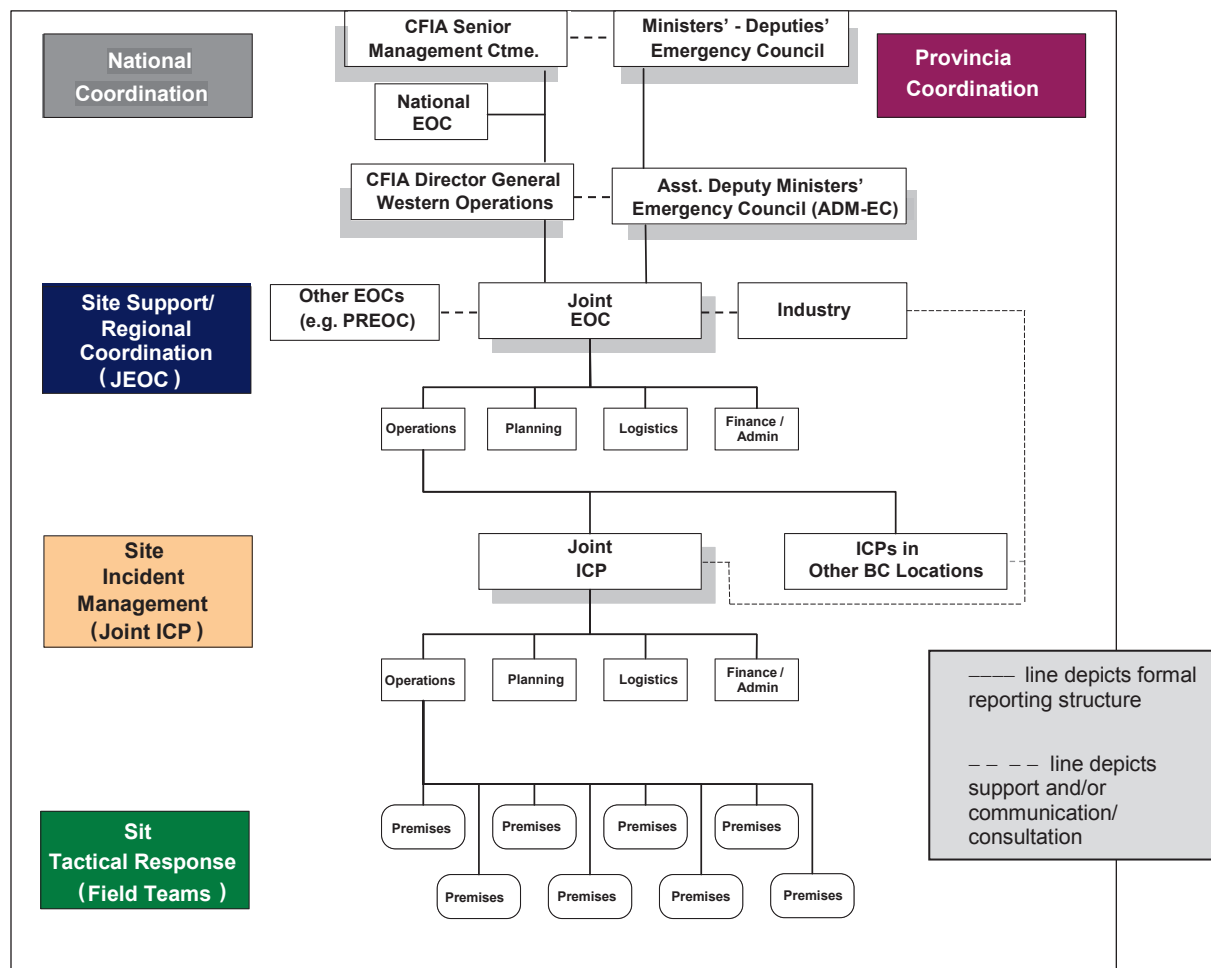 National
Coordination
CFIA Senior
Management Ctme.
Ministers' - Deputies'
Emergency Council
Provincia
Coordination
National
EOC
CFIA Director General
Western Operations
Asst. Deputy Ministers'
Emergency Council (ADM-EC)
Site Support/
Regional
Coordination
(JEOC)
Other EOCs
(e.g. PREOC)
Joint
EOC
Industry
Operations
Planning
Logistics
Finance /
Admin
Site
Incident
Management
(Joint ICP)
Joint
ICP
ICPs in
Other BC Locations
Operations
Planning
Logistics
Finance /
Admin
---- line depicts formal
reporting structure
– – – – line depicts
support and/or
communication/
consultation
Sit
Tactical Response
(Field Teams)
Premises
Premises
Premises
Premises
Premises
Premises
Premises
Premises